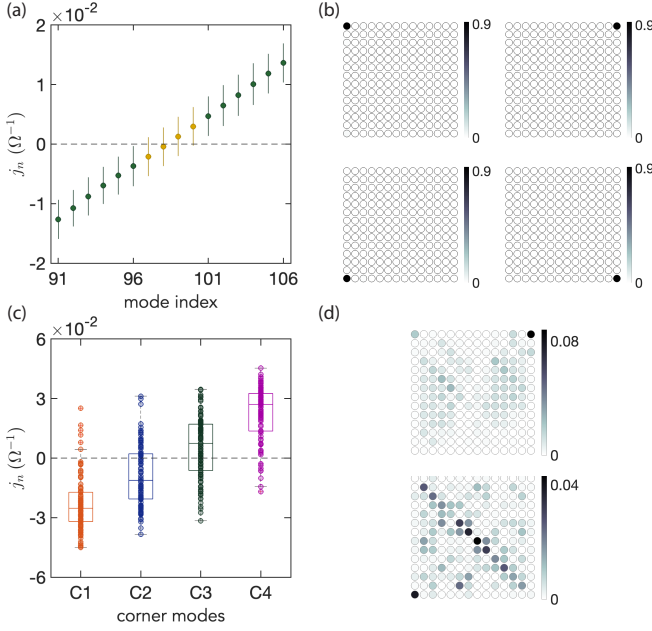 (a)
×10⁻²
2
1
0
-1
-2
jₙ (Ω⁻¹)
91
96
101
106
mode index
(b)
0.9
0
0.9
0
0.9
0
0.9
0
(c)
×10⁻²
6
3
0
-3
-6
jₙ (Ω⁻¹)
C1
C2
C3
C4
corner modes
(d)
0.08
0
0.04
0